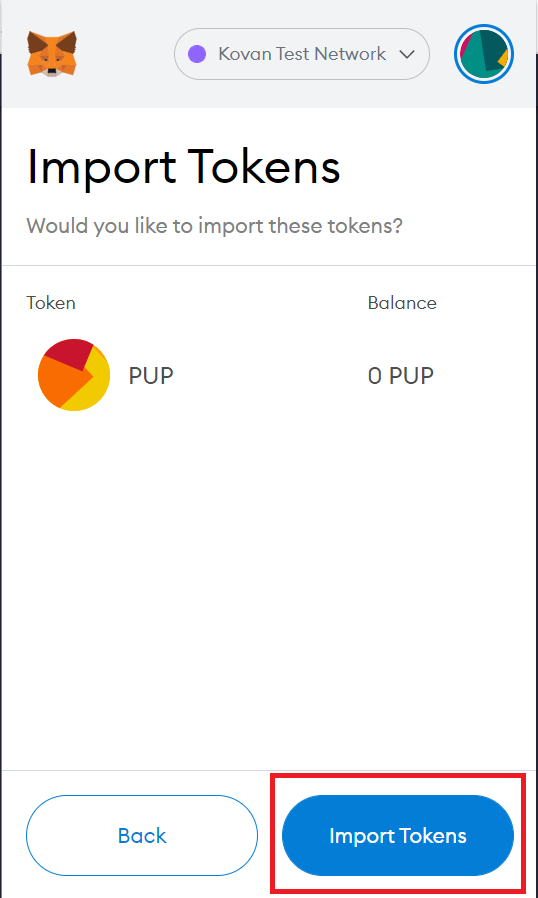 Kovan Test Network
Import Tokens
Would you like to import these tokens?
Token Balance
PUP 0 PUP
Back Import Tokens